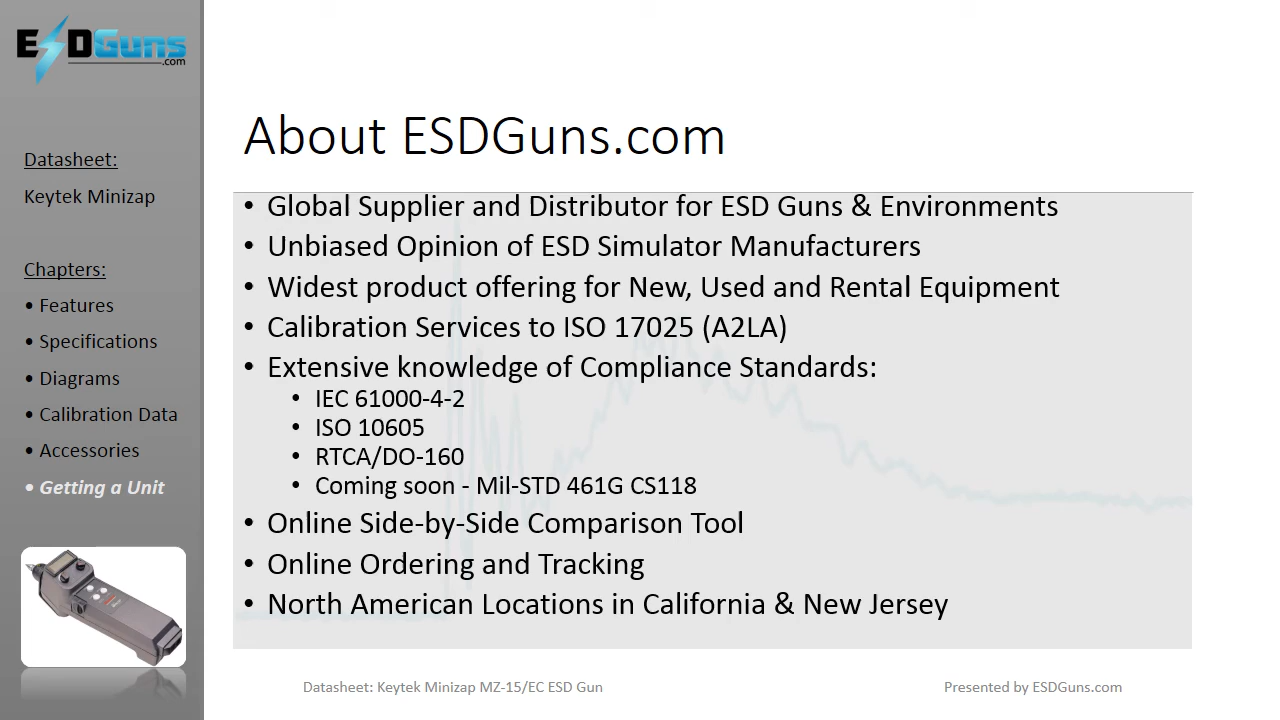 ESDGuns
.com
Datasheet:
Keytek Minizap
Chapters:
• Features
• Specifications
• Diagrams
• Calibration Data
• Accessories
• Getting a Unit
About ESDGuns.com
• Global Supplier and Distributor for ESD Guns & Environments
• Unbiased Opinion of ESD Simulator Manufacturers
• Widest product offering for New, Used and Rental Equipment
• Calibration Services to ISO 17025 (A2LA)
• Extensive knowledge of Compliance Standards:
• IEC 61000-4-2
• ISO 10605
• RTCA/DO-160
• Coming soon - Mil-STD 461G CS118
• Online Side-by-Side Comparison Tool
• Online Ordering and Tracking
• North American Locations in California & New Jersey
Datasheet: Keytek Minizap MZ-15/EC ESD Gun
Presented by ESDGuns.com